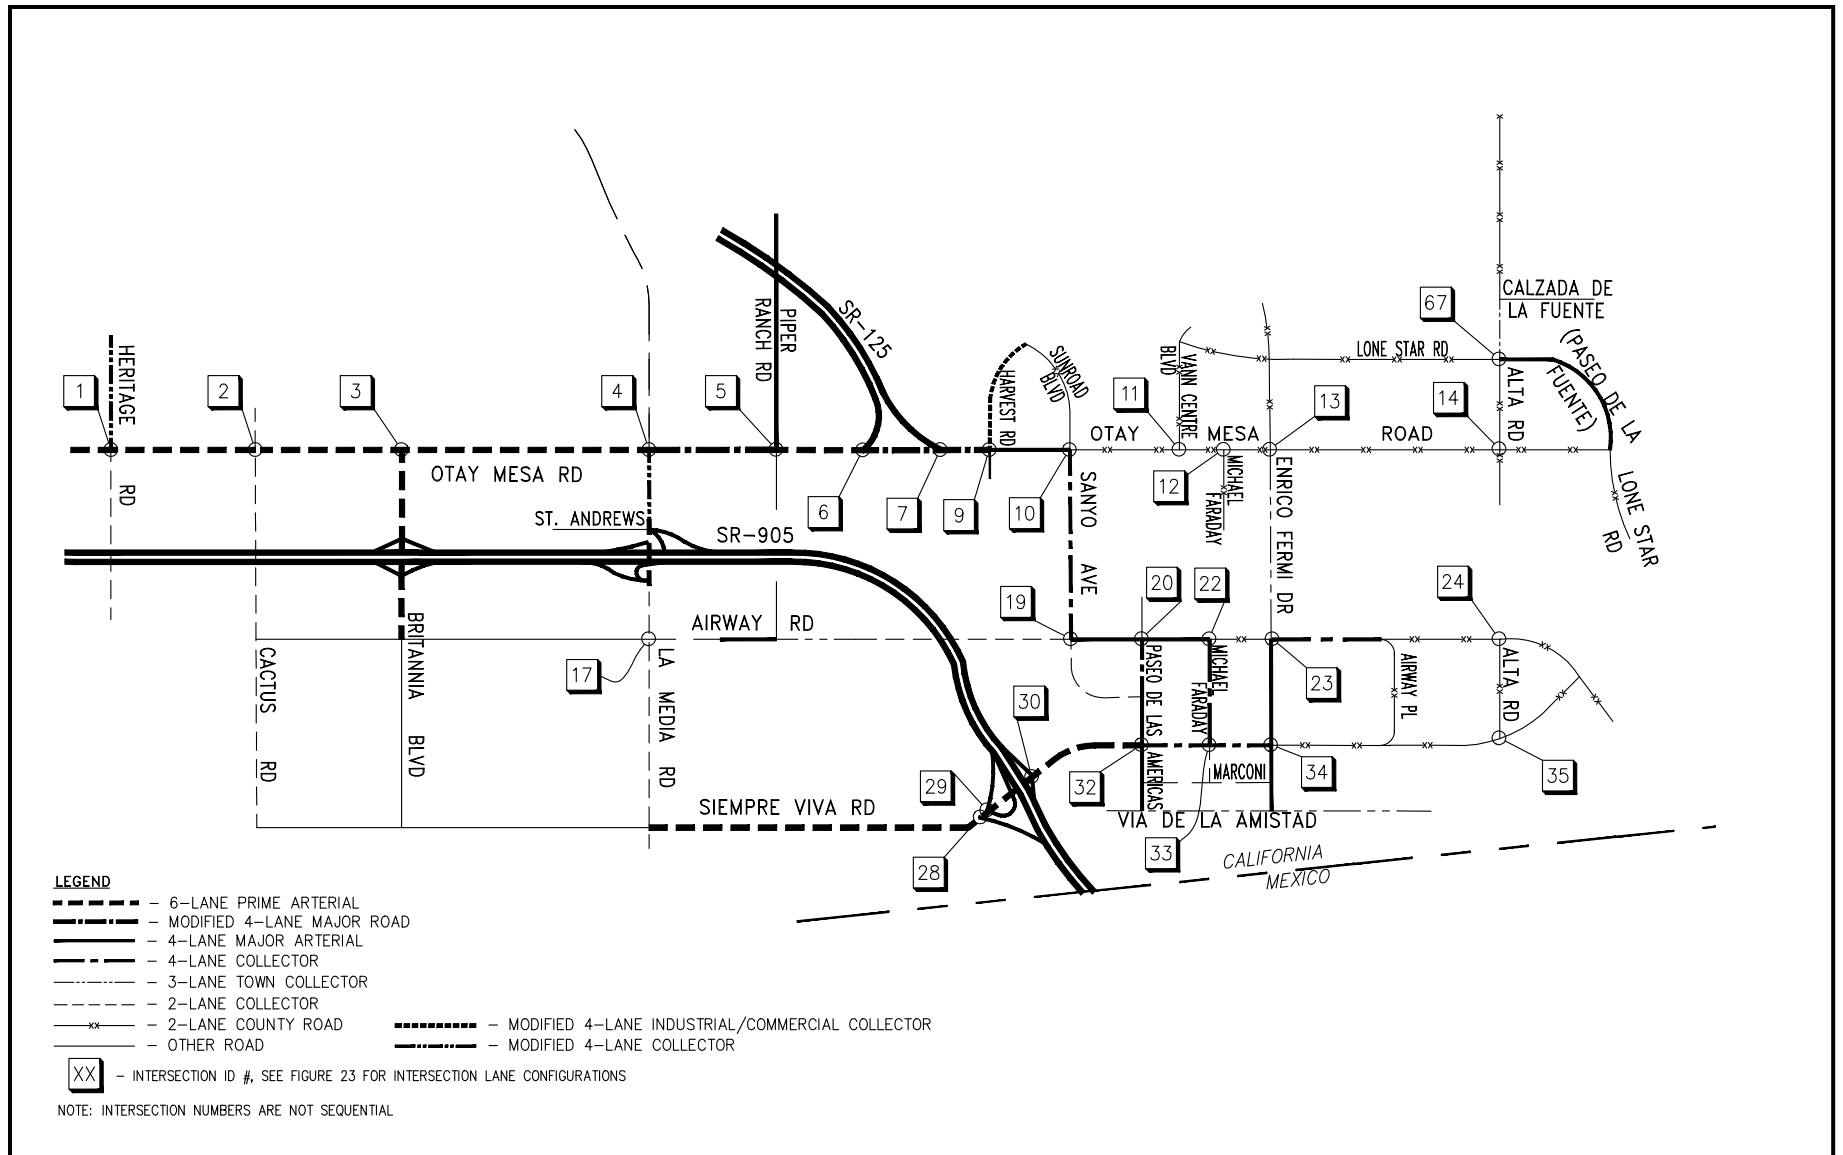 CALZADA DE
LA FUENTE
67
(PASEO DE LA
FUENTE)
SR-125
PIPER
RANCH RD
HERITAGE
RD
SUNROAD
BLVD
HARVEST RD
VANN CENTRE
BLVD
LONE STAR RD
ALTA RD
1
2
3
4
5
11
13
14
OTAY MESA ROAD
OTAY MESA RD
6
7
9
10
12
MICHAEL
FARADAY
SANYO AVE
ENRICO FERMI DR
LONE STAR
RD
ST. ANDREWS
SR-905
19
20
22
24
AIRWAY RD
BRITANNIA BLVD
CACTUS RD
LA MEDIA RD
17
PASEO DE LAS AMERICAS
MICHAEL
FARADAY
23
AIRWAY PL
ALTA RD
30
29
32
MARCONI
34
35
SIEMPRE VIVA RD
VIA DE LA AMISTAD
28
33
CALIFORNIA
MEXICO
LEGEND
- 6-LANE PRIME ARTERIAL
- MODIFIED 4-LANE MAJOR ROAD
- 4-LANE MAJOR ARTERIAL
- 4-LANE COLLECTOR
- 3-LANE TOWN COLLECTOR
- 2-LANE COLLECTOR
xx - 2-LANE COUNTY ROAD
- OTHER ROAD
- MODIFIED 4-LANE INDUSTRIAL/COMMERCIAL COLLECTOR
- MODIFIED 4-LANE COLLECTOR
XX - INTERSECTION ID #, SEE FIGURE 23 FOR INTERSECTION LANE CONFIGURATIONS
NOTE: INTERSECTION NUMBERS ARE NOT SEQUENTIAL